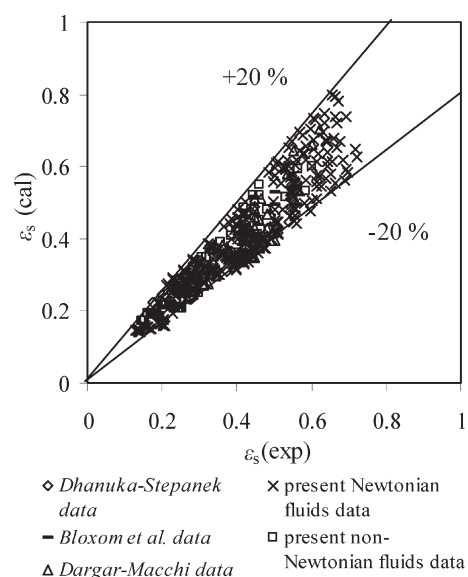 1
0.8
0.6
0.4
0.2
0
εs (cal)
+20 %
-20 %
0 0.2 0.4 0.6 0.8 1
εs(exp)
◇ Dhanuka-Stepanek data
− Bloxom et al. data
△ Dargar-Macchi data
× present Newtonian fluids data
□ present non-Newtonian fluids data